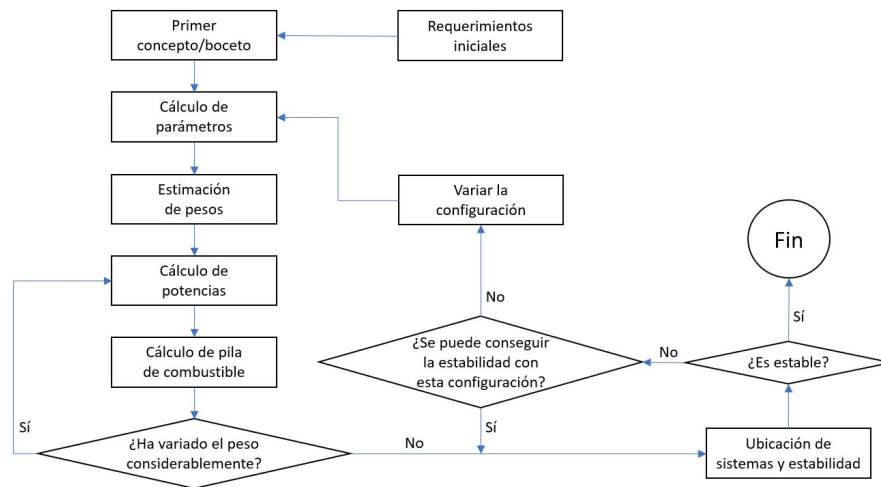 Primer
concepto/boceto
Requerimientos
iniciales
Cálculo de
parámetros
Estimación
de pesos
Variar la
configuración
Fin
Cálculo de
potencias
No
Sí
¿Se puede conseguir
la estabilidad con
esta configuración?
No
¿Es estable?
Cálculo de pila
de combustible
Sí
¿Ha variado el peso
considerablemente?
No
Sí
Ubicación de
sistemas y estabilidad